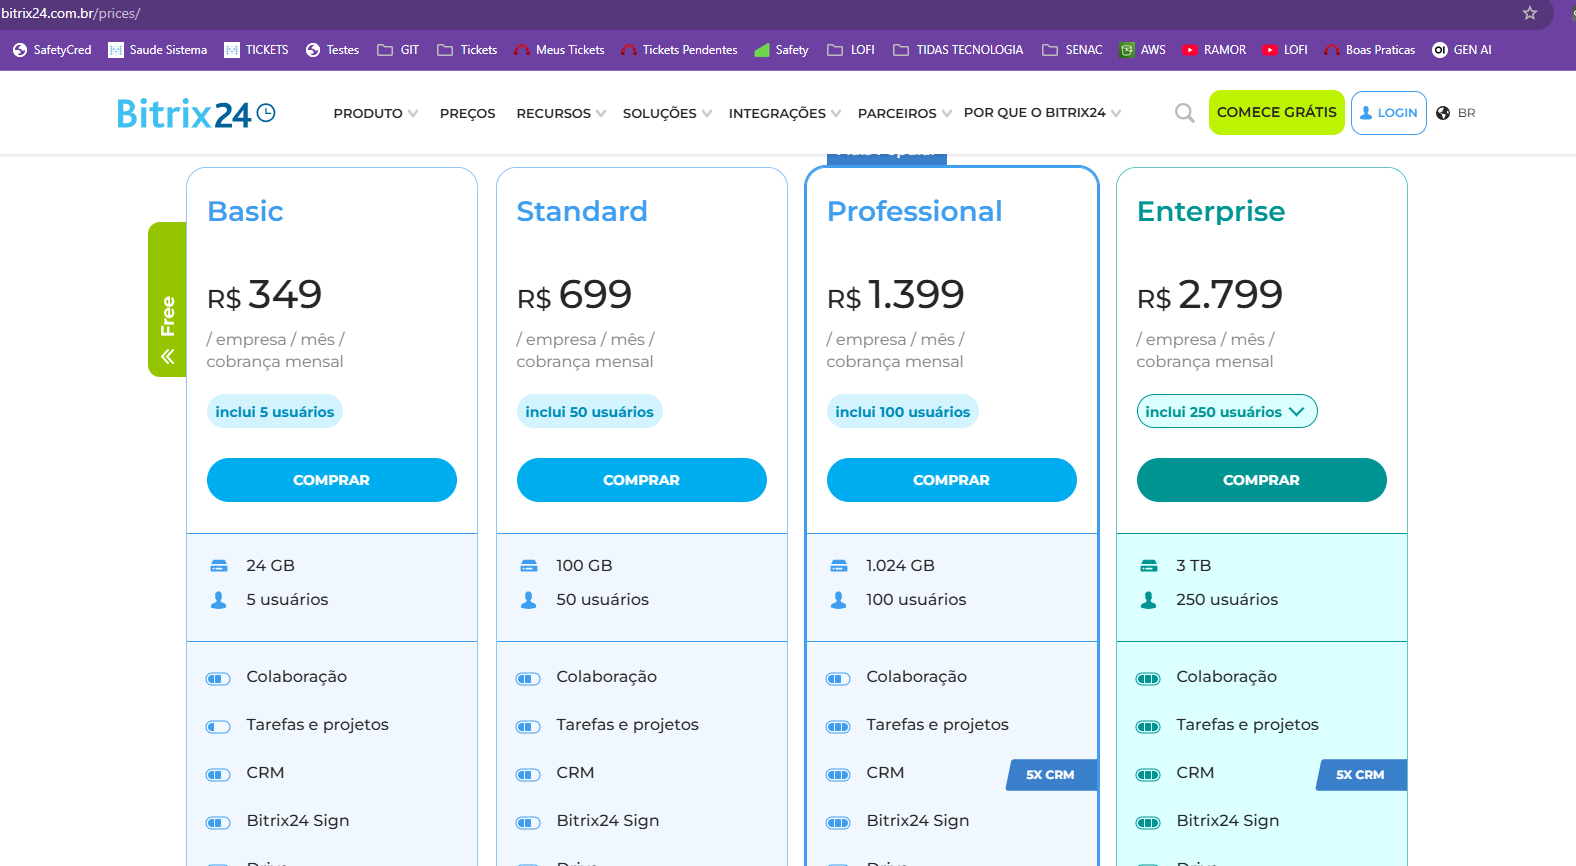 bitrix24.com.br/prices/
SafetyCred Saude Sistema TICKETS Testes GIT Tickets Meus Tickets Tickets Pendentes Safety LOFI TIDAS TECNOLOGIA SENAC AWS RAMOR LOFI Boas Praticas GEN AI
Bitrix24 PRODUTO PREÇOS RECURSOS SOLUÇÕES INTEGRAÇÕES PARCEIROS POR QUE O BITRIX24 COMECE GRÁTIS LOGIN BR
Free
Basic
R$ 349
/ empresa / mês /
cobrança mensal
inclui 5 usuários
COMPRAR
24 GB
5 usuários
Colaboração
Tarefas e projetos
CRM
Bitrix24 Sign
Standard
R$ 699
/ empresa / mês /
cobrança mensal
inclui 50 usuários
COMPRAR
100 GB
50 usuários
Colaboração
Tarefas e projetos
CRM
Bitrix24 Sign
Professional
R$ 1.399
/ empresa / mês /
cobrança mensal
inclui 100 usuários
COMPRAR
1.024 GB
100 usuários
Colaboração
Tarefas e projetos
CRM
5X CRM
Bitrix24 Sign
Enterprise
R$ 2.799
/ empresa / mês /
cobrança mensal
inclui 250 usuários
COMPRAR
3 TB
250 usuários
Colaboração
Tarefas e projetos
CRM
5X CRM
Bitrix24 Sign